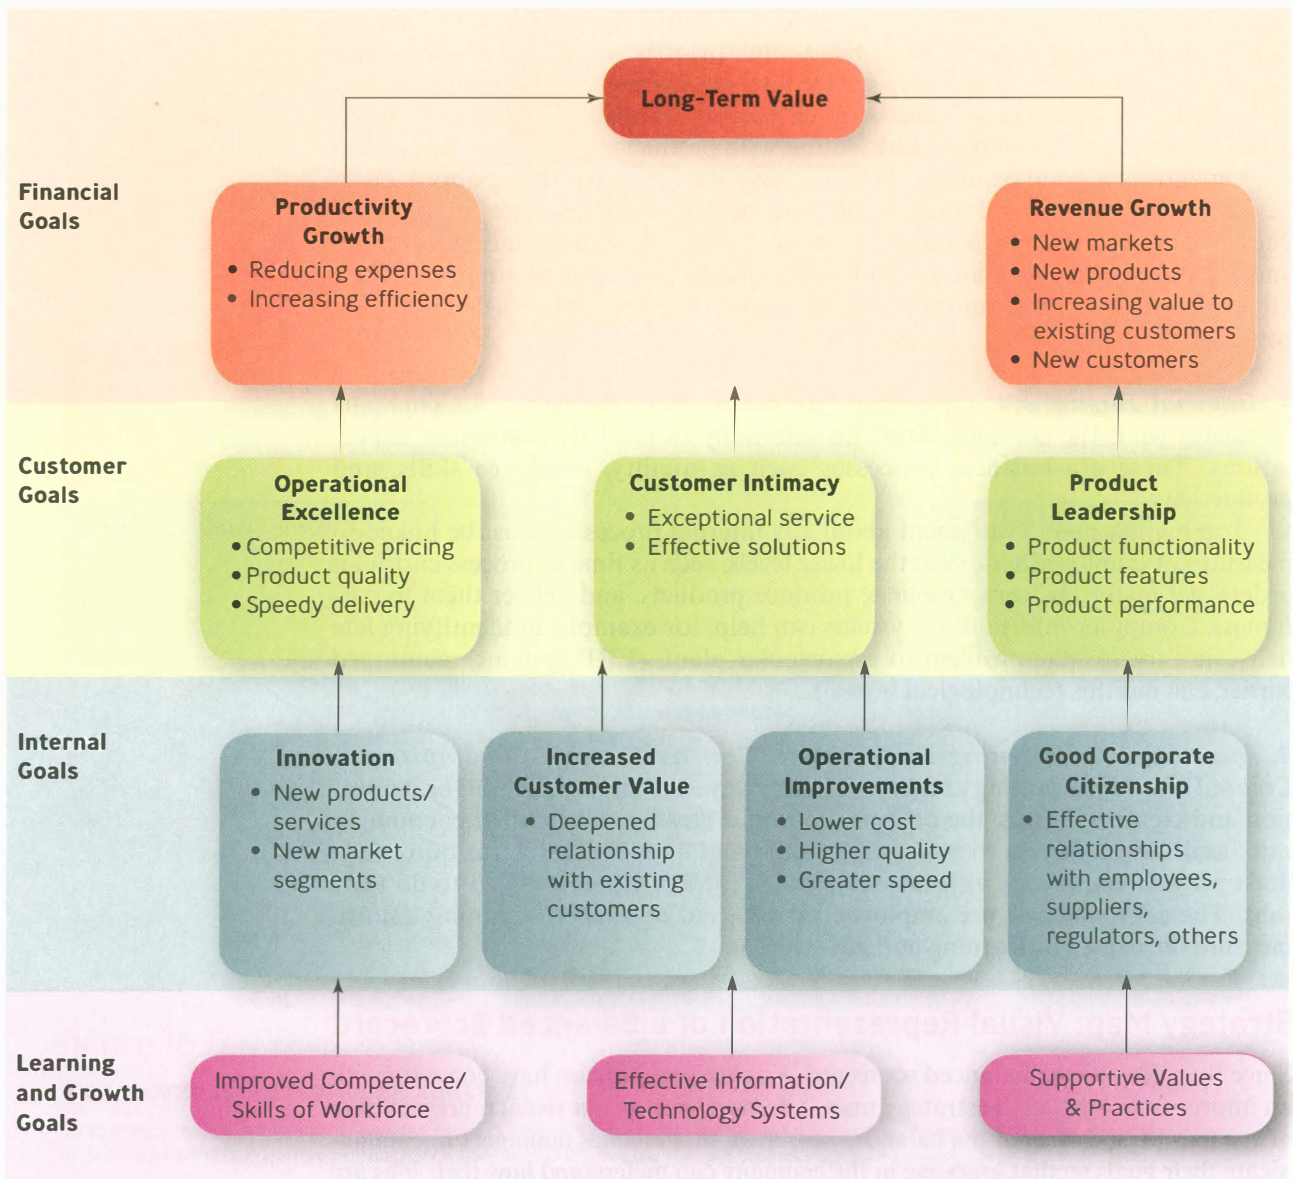 Long-Term Value
Financial
Goals
Productivity
Growth
• Reducing expenses
• Increasing efficiency
Revenue Growth
• New markets
• New products
• Increasing value to
existing customers
• New customers
Customer
Goals
Operational
Excellence
• Competitive pricing
• Product quality
• Speedy delivery
Customer Intimacy
• Exceptional service
• Effective solutions
Product
Leadership
• Product functionality
• Product features
• Product performance
Internal
Goals
Innovation
• New products/
services
• New market
segments
Increased
Customer Value
• Deepened
relationship
with existing
customers
Operational
Improvements
• Lower cost
• Higher quality
• Greater speed
Good Corporate
Citizenship
• Effective
relationships
with employees,
suppliers,
regulators, others
Learning
and Growth
Goals
Improved Competence/
Skills of Workforce
Effective Information/
Technology Systems
Supportive Values
& Practices